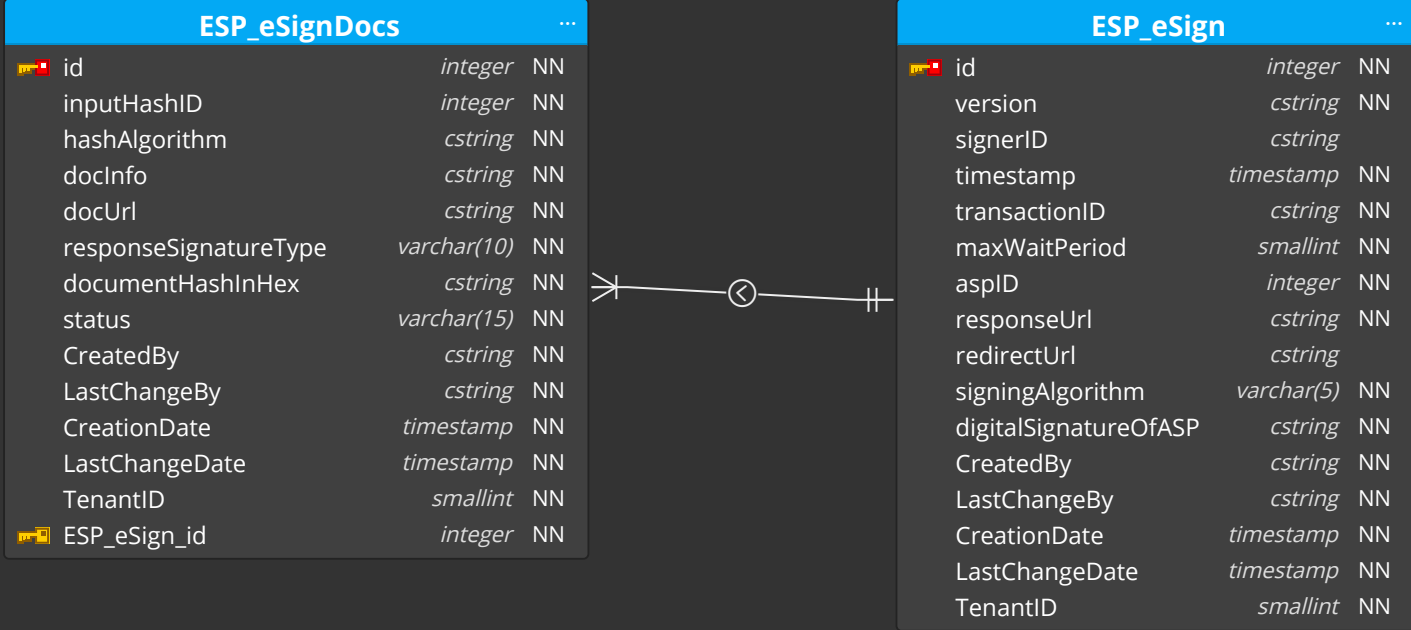 ESP_eSignDocs ...
id integer NN
inputHashID integer NN
hashAlgorithm cstring NN
docInfo cstring NN
docUrl cstring NN
responseSignatureType varchar(10) NN
documentHashInHex cstring NN
status varchar(15) NN
CreatedBy cstring NN
LastChangeBy cstring NN
CreationDate timestamp NN
LastChangeDate timestamp NN
TenantID smallint NN
ESP_eSign_id integer NN
ESP_eSign ...
id integer NN
version cstring NN
signerID cstring
timestamp timestamp NN
transactionID cstring NN
maxWaitPeriod smallint NN
aspID integer NN
responseUrl cstring NN
redirectUrl cstring
signingAlgorithm varchar(5) NN
digitalSignatureOfASP cstring NN
CreatedBy cstring NN
LastChangeBy cstring NN
CreationDate timestamp NN
LastChangeDate timestamp NN
TenantID smallint NN